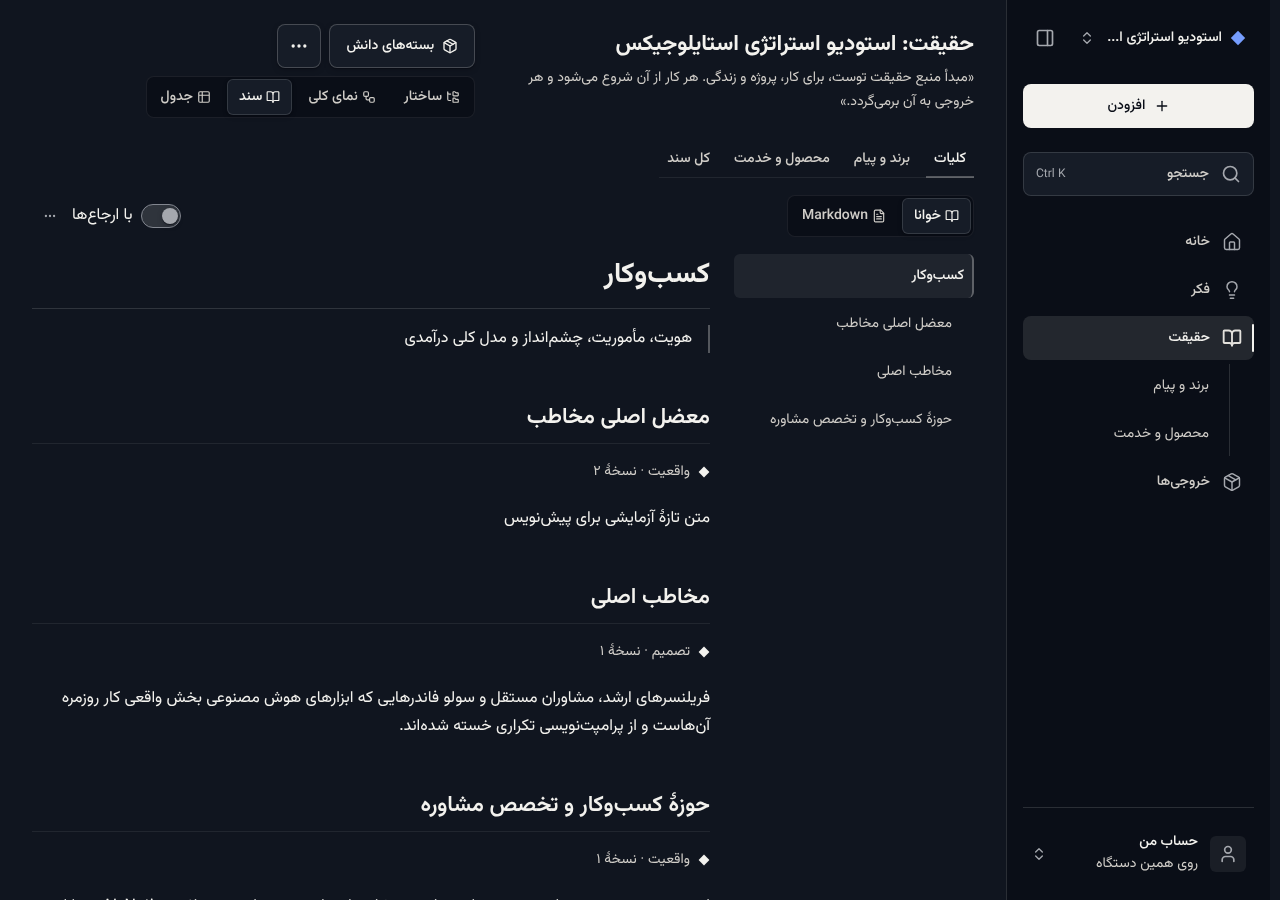 استودیو استراتژی ا...
افزودن
جستجو
Ctrl K
خانه
فکر
حقیقت
برند و پیام
محصول و خدمت
خروجی‌ها
حساب من
روی همین دستگاه
حقیقت: استودیو استراتژی استایلوجیکس
«مبدأ منبع حقیقت توست، برای کار، پروژه و زندگی. هر کار از آن شروع می‌شود و هر
خروجی به آن برمی‌گردد.»
بسته‌های دانش
ساختار
نمای کلی
سند
جدول
کلیات
برند و پیام
محصول و خدمت
کل سند
خوانا
Markdown
با ارجاع‌ها
کسب‌وکار
معضل اصلی مخاطب
مخاطب اصلی
حوزهٔ کسب‌وکار و تخصص مشاوره
کسب‌وکار
هویت، مأموریت، چشم‌انداز و مدل کلی درآمدی
معضل اصلی مخاطب
واقعیت · نسخهٔ ۲
متن تازهٔ آزمایشی برای پیش‌نویس
مخاطب اصلی
تصمیم · نسخهٔ ۱
فریلنسرهای ارشد، مشاوران مستقل و سولو فاندرهایی که ابزارهای هوش مصنوعی بخش واقعی کار روزمره
آن‌هاست و از پرامپت‌نویسی تکراری خسته شده‌اند.
حوزهٔ کسب‌وکار و تخصص مشاوره
واقعیت · نسخهٔ ۱